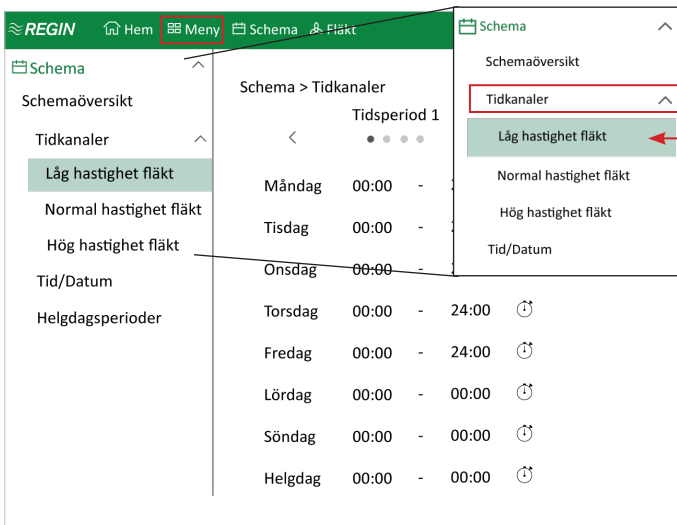 REGIN Hem Meny Schema Fläkt
Schema
Schemaöversikt
Tidkanaler
Låg hastighet fläkt
Normal hastighet fläkt
Hög hastighet fläkt
Tid/Datum
Helgdagsperioder
Schema > Tidkanaler
Tidsperiod 1
Måndag 00:00 -
Tisdag 00:00 -
Onsdag 00:00 -
Torsdag 00:00 - 24:00
Fredag 00:00 - 24:00
Lördag 00:00 - 00:00
Söndag 00:00 - 00:00
Helgdag 00:00 - 00:00
Schema
Schemaöversikt
Tidkanaler
Låg hastighet fläkt
Normal hastighet fläkt
Hög hastighet fläkt
Tid/Datum